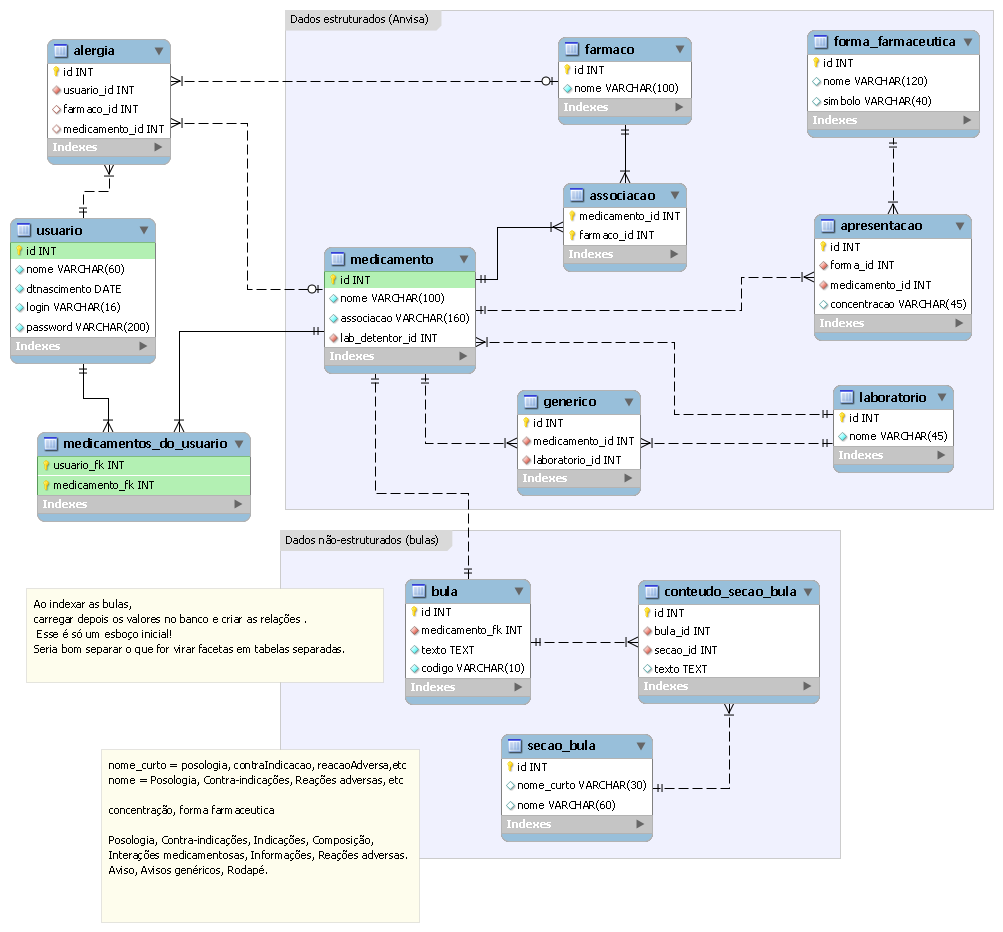 Dados estruturados (Anvisa)
alergia
id INT
usuario_id INT
farmaco_id INT
medicamento_id INT
Indexes
farmaco
id INT
nome VARCHAR(100)
Indexes
forma_farmaceutica
id INT
nome VARCHAR(120)
simbolo VARCHAR(40)
Indexes
usuario
id INT
nome VARCHAR(60)
dtnascimento DATE
login VARCHAR(16)
password VARCHAR(200)
Indexes
associacao
medicamento_id INT
farmaco_id INT
Indexes
apresentacao
id INT
forma_id INT
medicamento_id INT
concentracao VARCHAR(45)
Indexes
medicamento
id INT
nome VARCHAR(100)
associacao VARCHAR(160)
lab_detentor_id INT
Indexes
generico
id INT
medicamento_id INT
laboratorio_id INT
Indexes
laboratorio
id INT
nome VARCHAR(45)
Indexes
medicamentos_do_usuario
usuario_fk INT
medicamento_fk INT
Indexes
Dados não-estruturados (bulas)
bula
id INT
medicamento_fk INT
texto TEXT
codigo VARCHAR(10)
Indexes
conteudo_secao_bula
id INT
bula_id INT
secao_id INT
texto TEXT
Indexes
secao_bula
id INT
nome_curto VARCHAR(30)
nome VARCHAR(60)
Indexes
Ao indexar as bulas,
carregar depois os valores no banco e criar as relações .
Esse é só um esboço inicial!
Seria bom separar o que for virar facetas em tabelas separadas.
nome_curto = posologia, contraIndicacao, reacaoAdversa,etc
nome = Posologia, Contra-indicações, Reações adversas, etc
concentração, forma farmaceutica
Posologia, Contra-indicações, Indicações, Composição,
Interações medicamentosas, Informações, Reações adversas.
Aviso, Avisos genéricos, Rodapé.